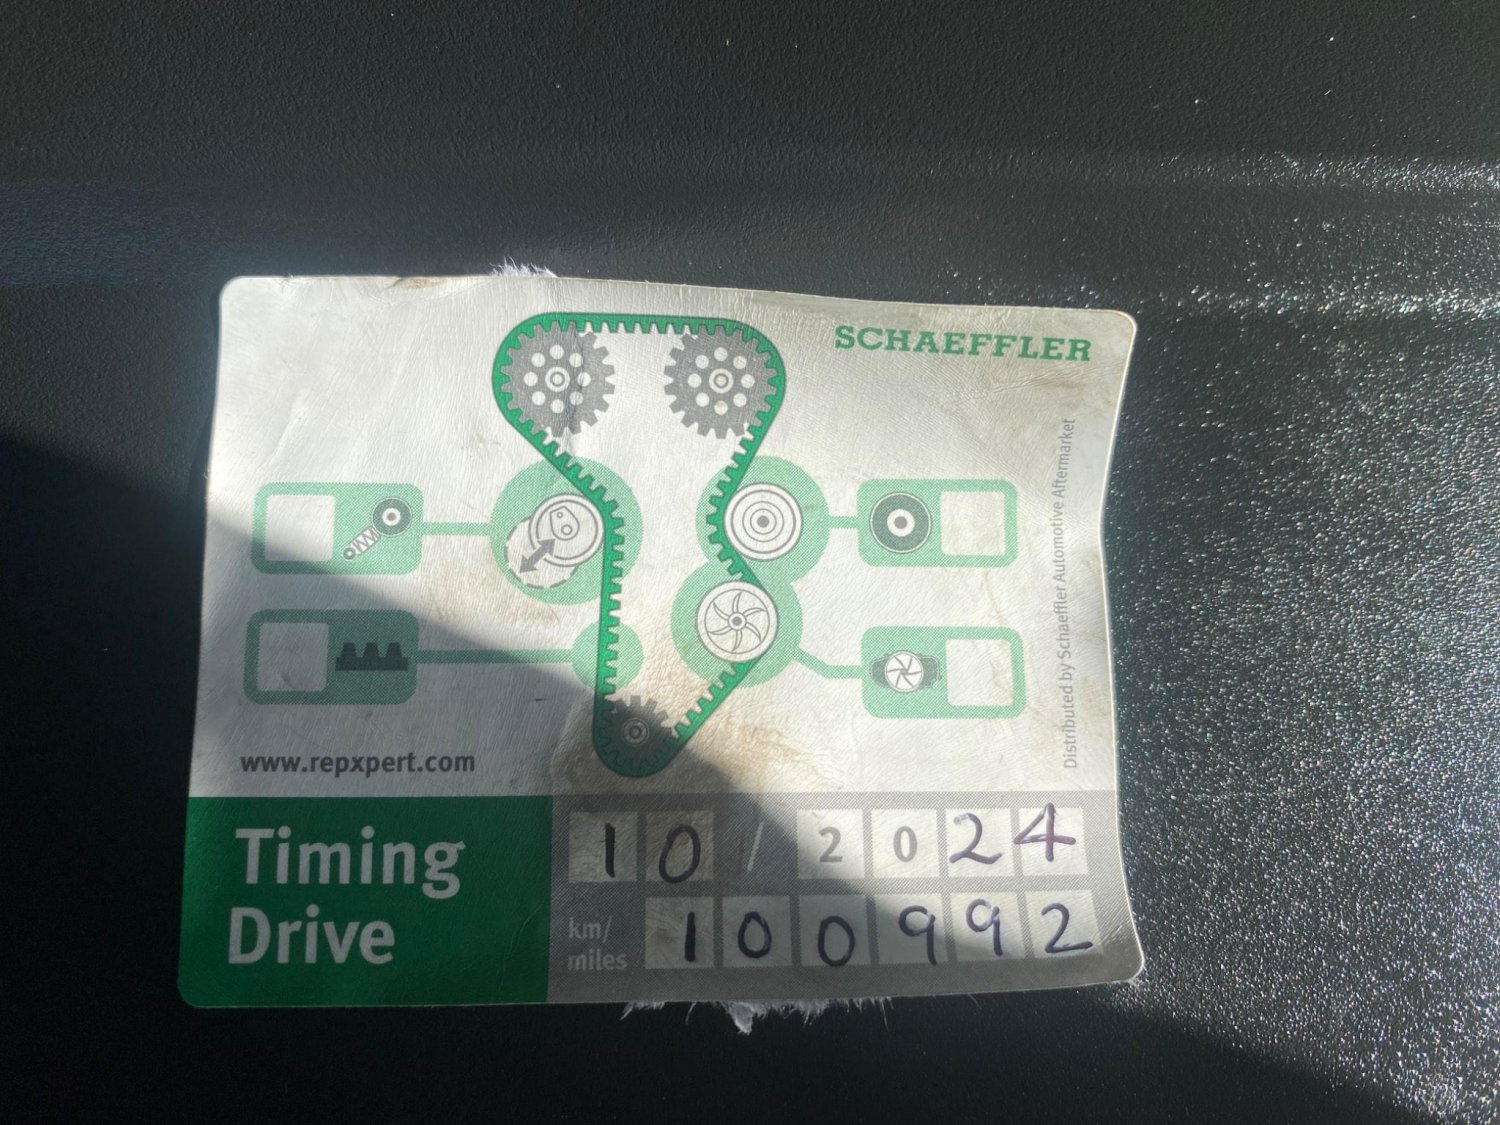 SCHAEFFLER
Distributed by Schaeffler Automotive Aftermarket
www.repxpert.com
Timing
Drive
10 / 2024
km/
miles
100992